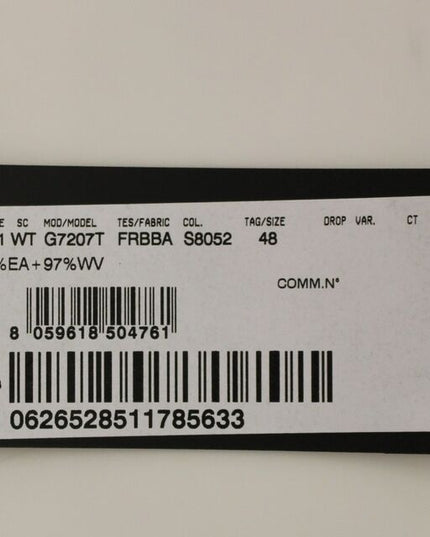 E SC MOD/MODEL TES/FABRIC COL. TAG/SIZE DROP VAR. CT
1 WT G7207T FRBBA S8052 48
%EA+97%WV
COMM.N°
8 059618 504761
0626528511785633